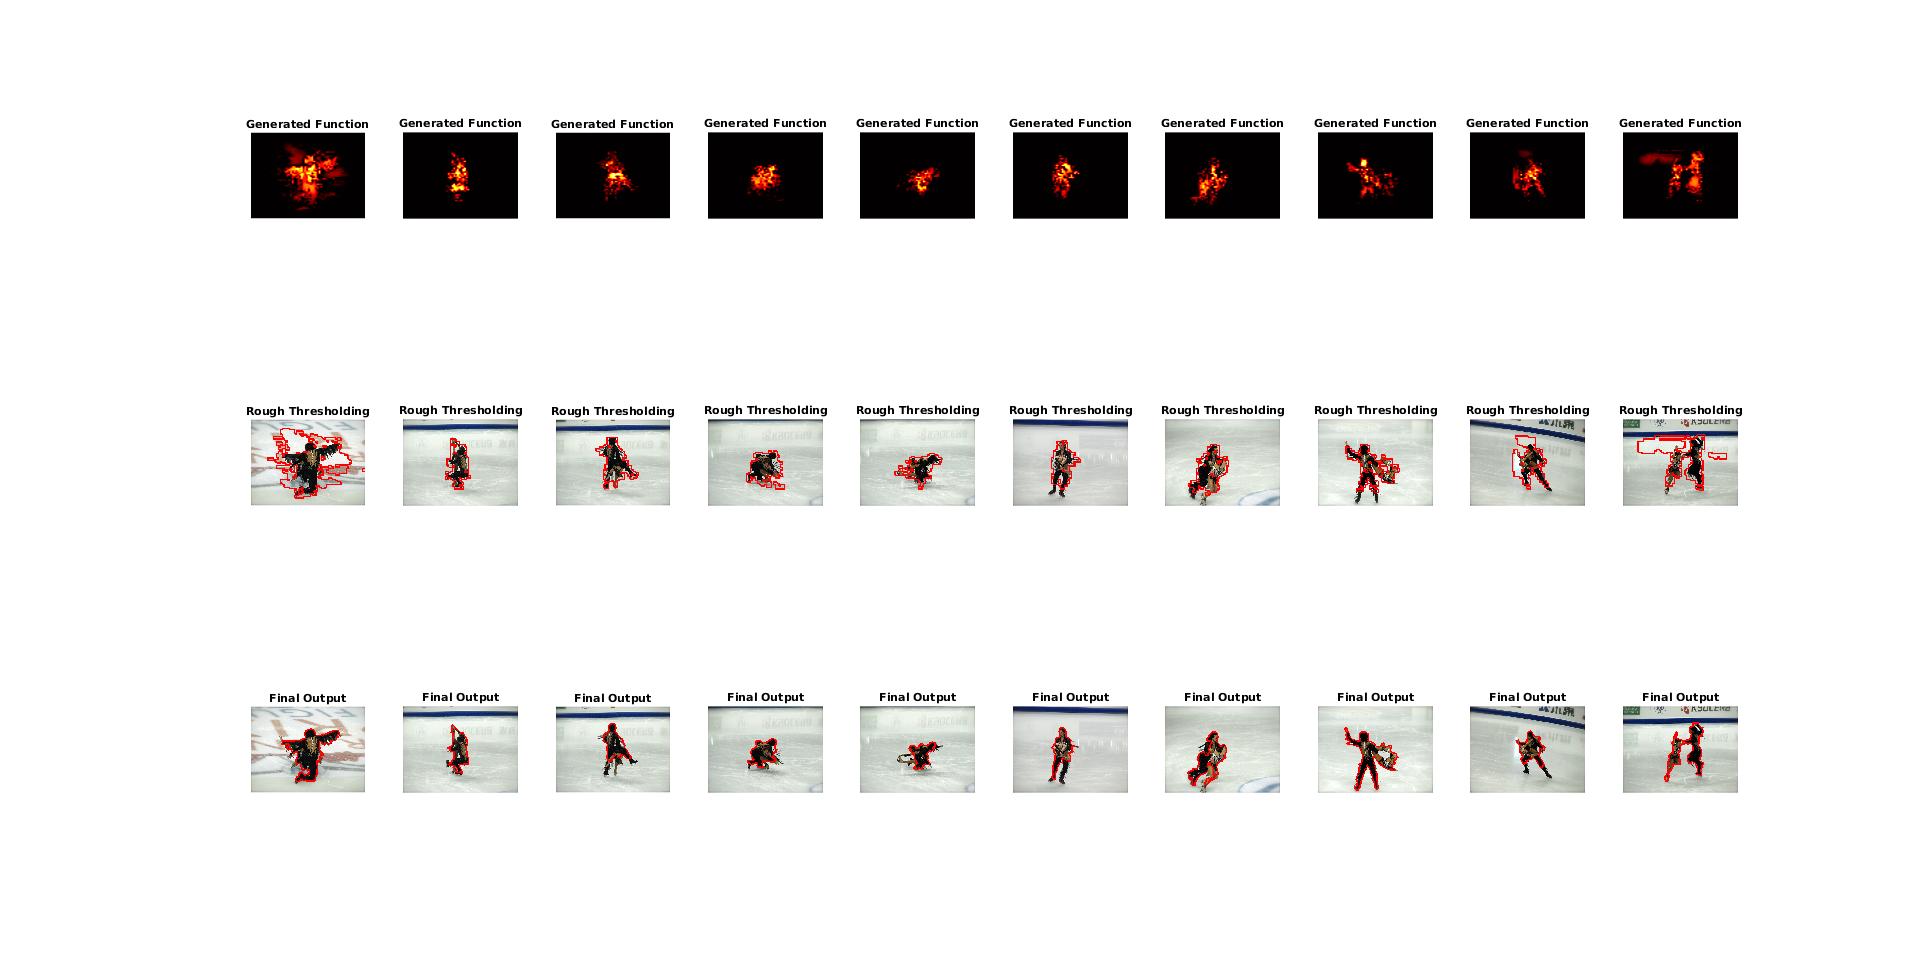 Generated Function Generated Function Generated Function Generated Function Generated Function Generated Function Generated Function Generated Function Generated Function Generated Function
Rough Thresholding Rough Thresholding Rough Thresholding Rough Thresholding Rough Thresholding Rough Thresholding Rough Thresholding Rough Thresholding Rough Thresholding Rough Thresholding
Final Output Final Output Final Output Final Output Final Output Final Output Final Output Final Output Final Output Final Output